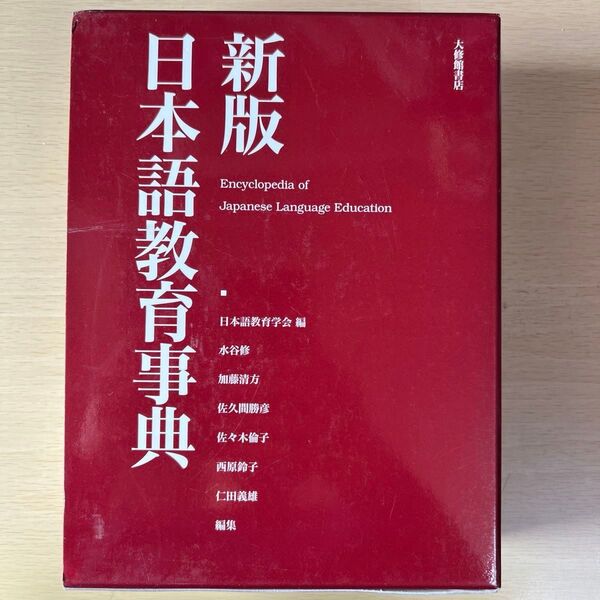 新版
日本語教育事典
Encyclopedia of
Japanese Language Education
日本語教育学会 編
水谷修
加藤清方
佐久間勝彦
佐々木倫子
西原鈴子
仁田義雄
編集
大修館書店